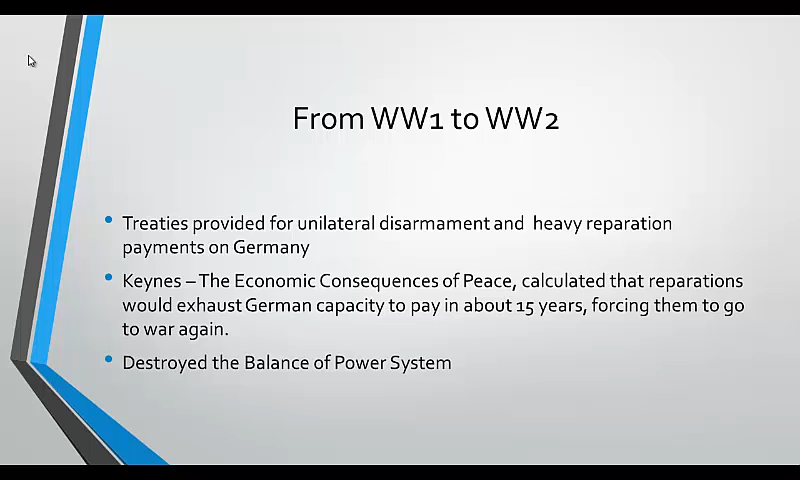 From WW1 to WW2
• Treaties provided for unilateral disarmament and heavy reparation
payments on Germany
• Keynes – The Economic Consequences of Peace, calculated that reparations
would exhaust German capacity to pay in about 15 years, forcing them to go
to war again.
• Destroyed the Balance of Power System